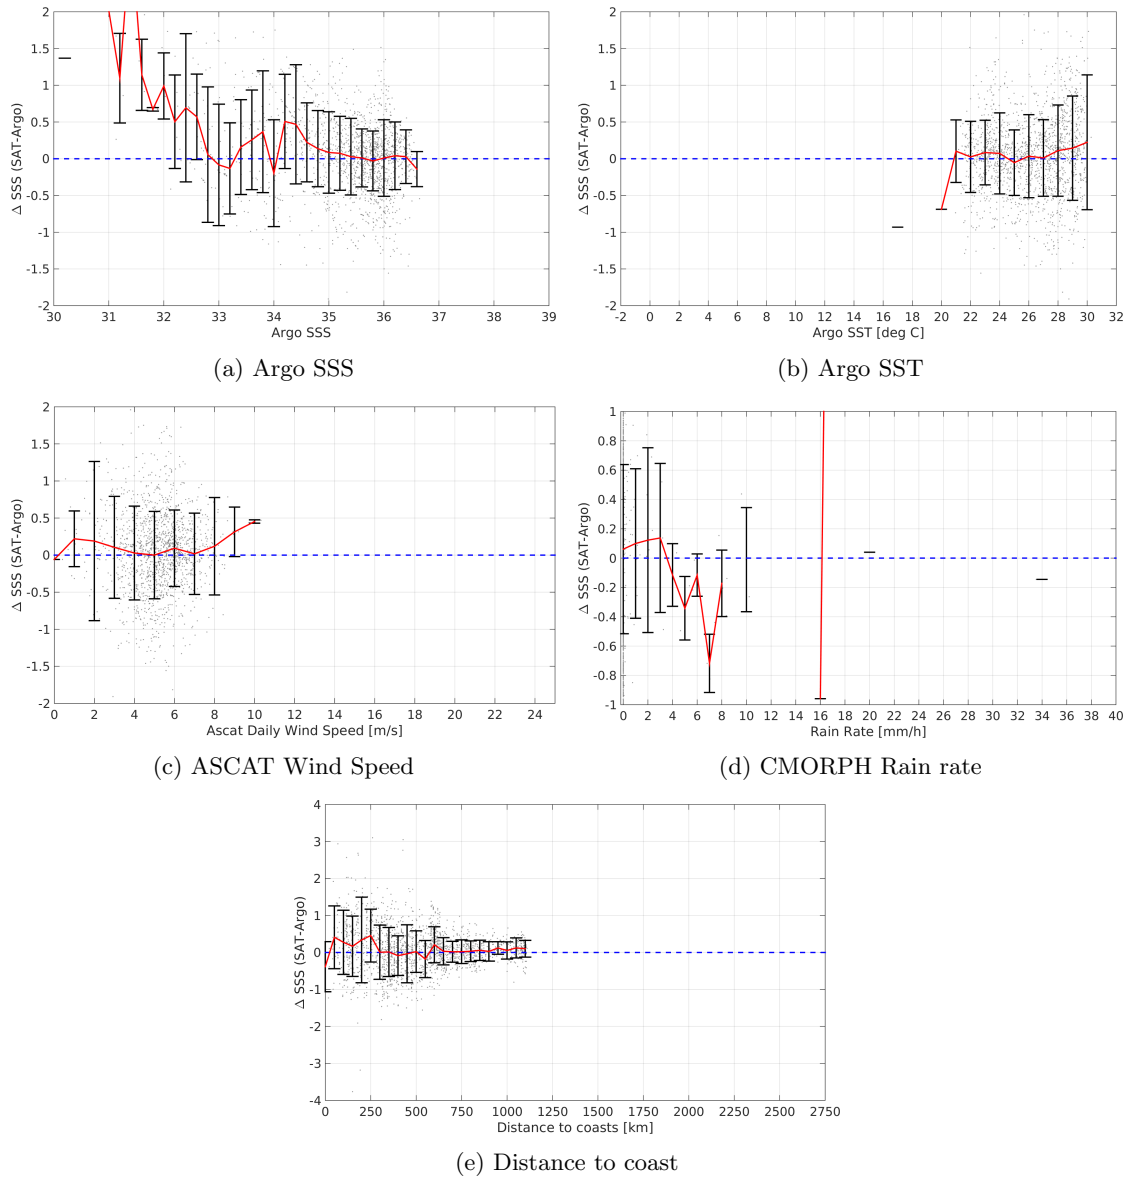 2
1.5
1
0.5
0
-0.5
-1
-1.5
-2
Δ SSS (SAT-Argo)
30 31 32 33 34 35 36 37 38 39
Argo SSS
(a) Argo SSS
2
1.5
1
0.5
0
-0.5
-1
-1.5
-2
Δ SSS (SAT-Argo)
-2 0 2 4 6 8 10 12 14 16 18 20 22 24 26 28 30 32
Argo SST [deg C]
(b) Argo SST
2
1.5
1
0.5
0
-0.5
-1
-1.5
-2
Δ SSS (SAT-Argo)
0 2 4 6 8 10 12 14 16 18 20 22 24
Ascat Daily Wind Speed [m/s]
(c) ASCAT Wind Speed
1
0.8
0.6
0.4
0.2
0
-0.2
-0.4
-0.6
-0.8
-1
Δ SSS (SAT-Argo)
0 2 4 6 8 10 12 14 16 18 20 22 24 26 28 30 32 34 36 38 40
Rain Rate [mm/h]
(d) CMORPH Rain rate
4
3
2
1
0
-1
-2
-3
-4
Δ SSS (SAT-Argo)
0 250 500 750 1000 1250 1500 1750 2000 2250 2500 2750
Distance to coasts [km]
(e) Distance to coast